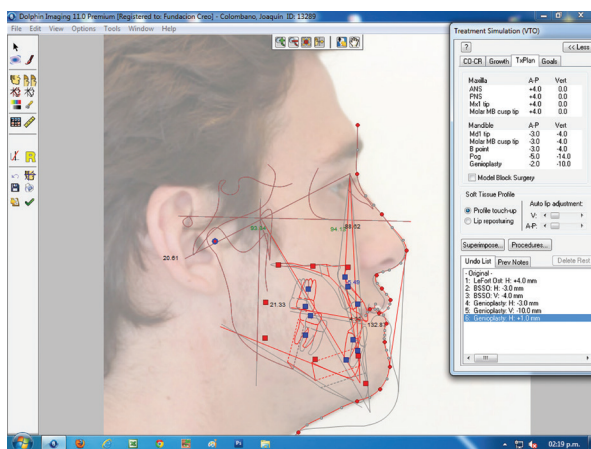 Dolphin Imaging 11.0 Premium [Registered to: Fundacion Creo] - Colombano, Joaquín ID: 13289
File Edit View (VTO) Tools Window Help
Treatment Simulation (VTO)
? << Less
CO-CR Growth TxPlan Goals
Maxilla A-P Vert
ANS +4.0 0.0
PNS +4.0 0.0
Mx1 tip +4.0 0.0
Molar MB cusp tip +4.0 0.0
Mandible A-P Vert
Md1 tip -3.0 -4.0
Molar MB cusp tip -3.0 -4.0
B point -3.0 -4.0
Pog -5.0 -14.0
Genioplasty -2.0 -10.0
Model Block Surgery
Soft Tissue Profile
Profile touch-up
Lip reposturing
Auto lip adjustment:
V:
A-P:
Superimpose... Procedures...
Undo List Prev Notes Delete Rest
- Original -
1: LeFort Ost: H: +4.0 mm
2: BSSO: H: -3.0 mm
3: BSSO: V: -4.0 mm
4: Genioplasty: H: -3.0 mm
5: Genioplasty: V: -10.0 mm
6: Genioplasty: H: +1.0 mm
88.62
20.61
21.33
02:19 p.m.